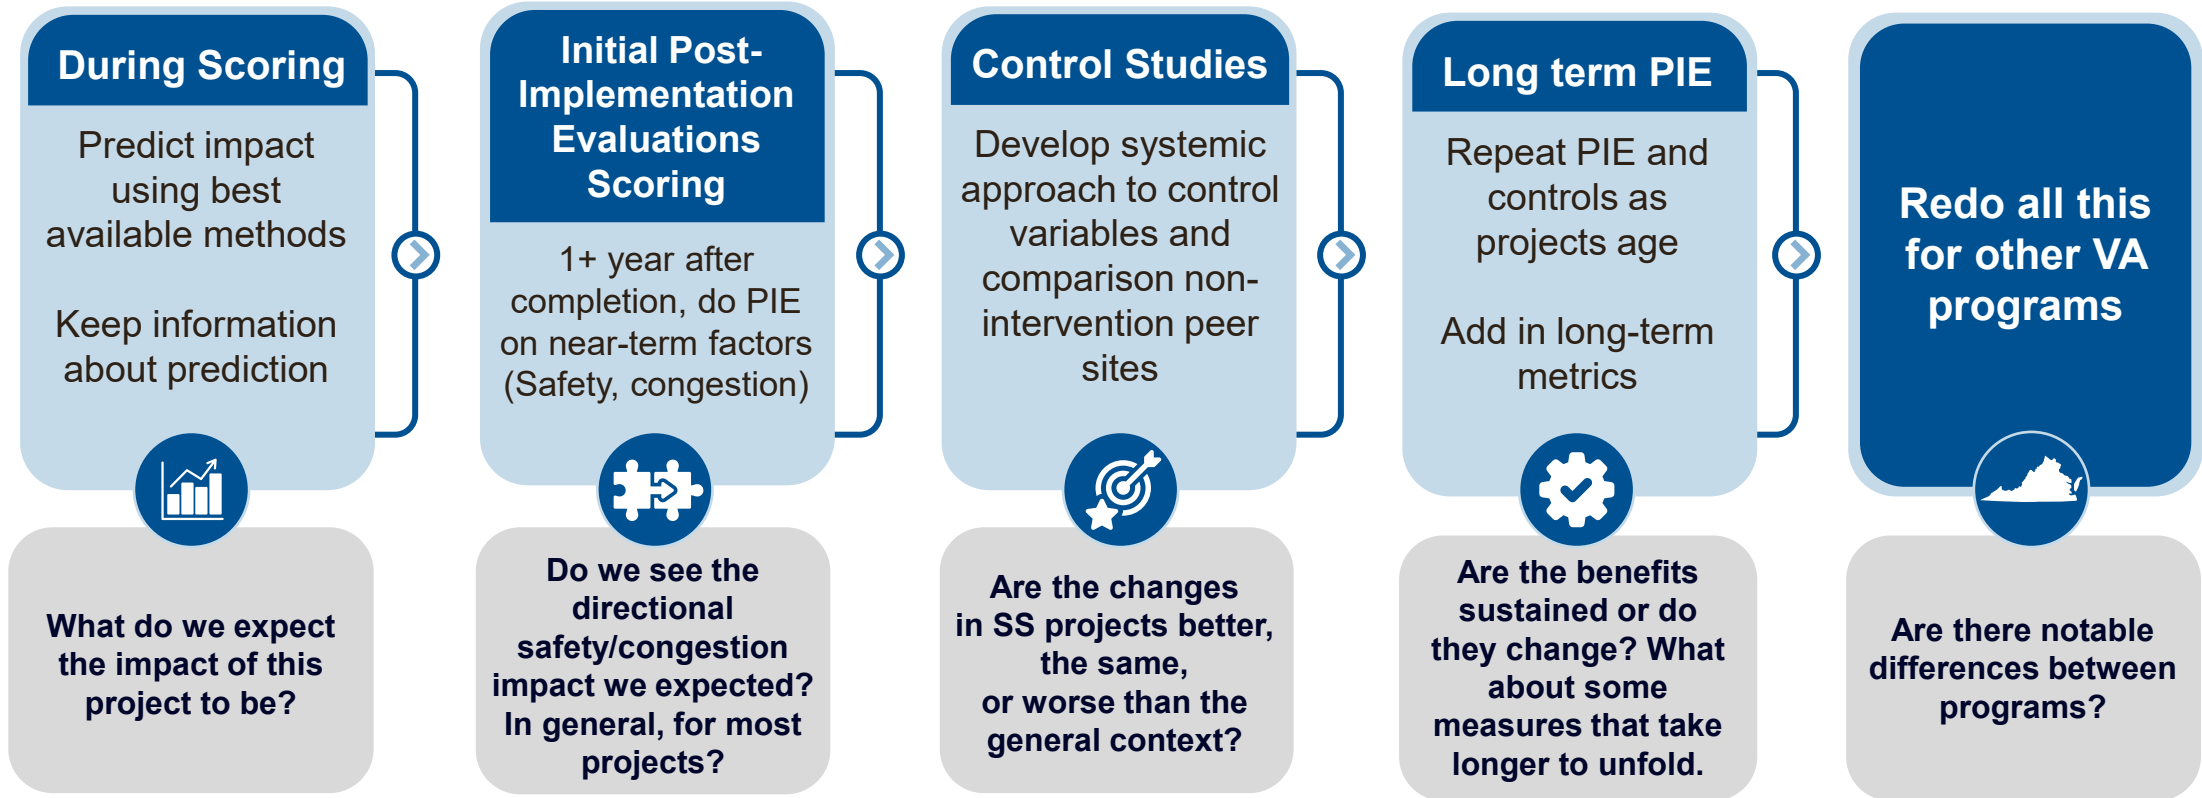 During Scoring
Predict impact
using best
available methods
Keep information
about prediction
What do we expect
the impact of this
project to be?
Initial Post-
Implementation
Evaluations
Scoring
1+ year after
completion, do PIE
on near-term factors
(Safety, congestion)
Do we see the
directional
safety/congestion
impact we expected?
In general, for most
projects?
Control Studies
Develop systemic
approach to control
variables and
comparison non-
intervention peer
sites
Are the changes
in SS projects better,
the same,
or worse than the
general context?
Long term PIE
Repeat PIE and
controls as
projects age
Add in long-term
metrics
Are the benefits
sustained or do
they change? What
about some
measures that take
longer to unfold.
Redo all this
for other VA
programs
Are there notable
differences between
programs?